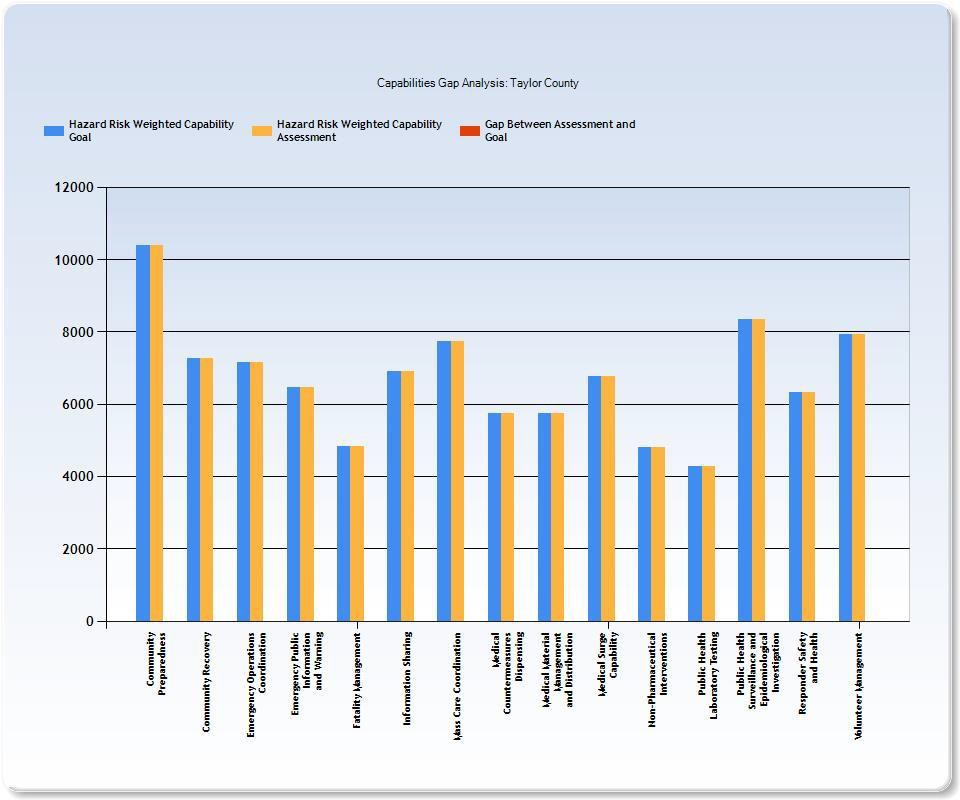 Capabilities Gap Analysis: Taylor County
Hazard Risk Weighted Capability
Goal
Hazard Risk Weighted Capability
Assessment
Gap Between Assessment and
Goal
12000
10000
8000
6000
4000
2000
0
Community
Preparedness
Community Recovery
Emergency Operations
Coordination
Emergency Public
Information
and Warning
Fatality Management
Information Sharing
Mass Care Coordination
Medical
Countermeasures
Dispensing
Medical Material
Management
and Distribution
Medical Surge
Capability
Non-Pharmaceutical
Interventions
Public Health
Laboratory Testing
Public Health
Surveillance and
Epidemiological
Investigation
Responder Safety
and Health
Volunteer Management